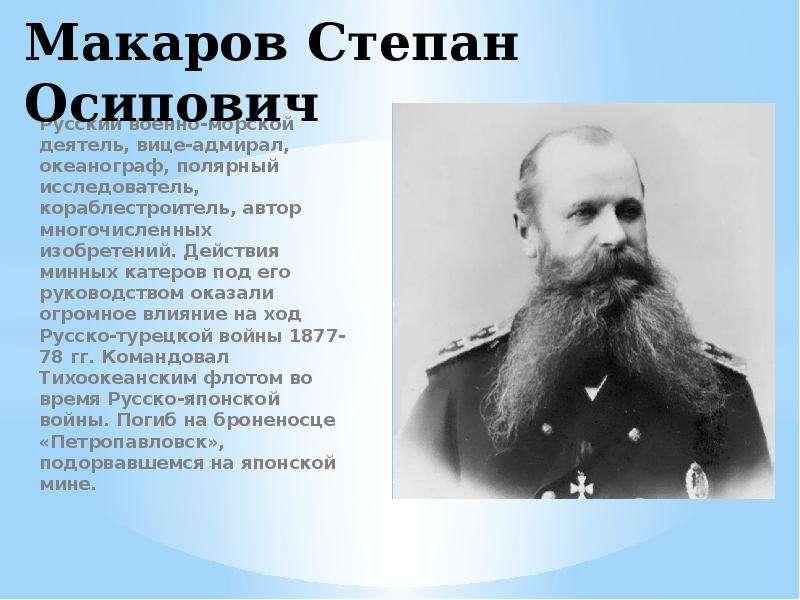 Макаров Степан
Осипович
Русский военно-морской
деятель, вице-адмирал,
океанограф, полярный
исследователь,
кораблестроитель, автор
многочисленных
изобретений. Действия
минных катеров под его
руководством оказали
огромное влияние на ход
Русско-турецкой войны 1877-
78 гг. Командовал
Тихоокеанским флотом во
время Русско-японской
войны. Погиб на броненосце
«Петропавловск»,
подорвавшемся на японской
мине.